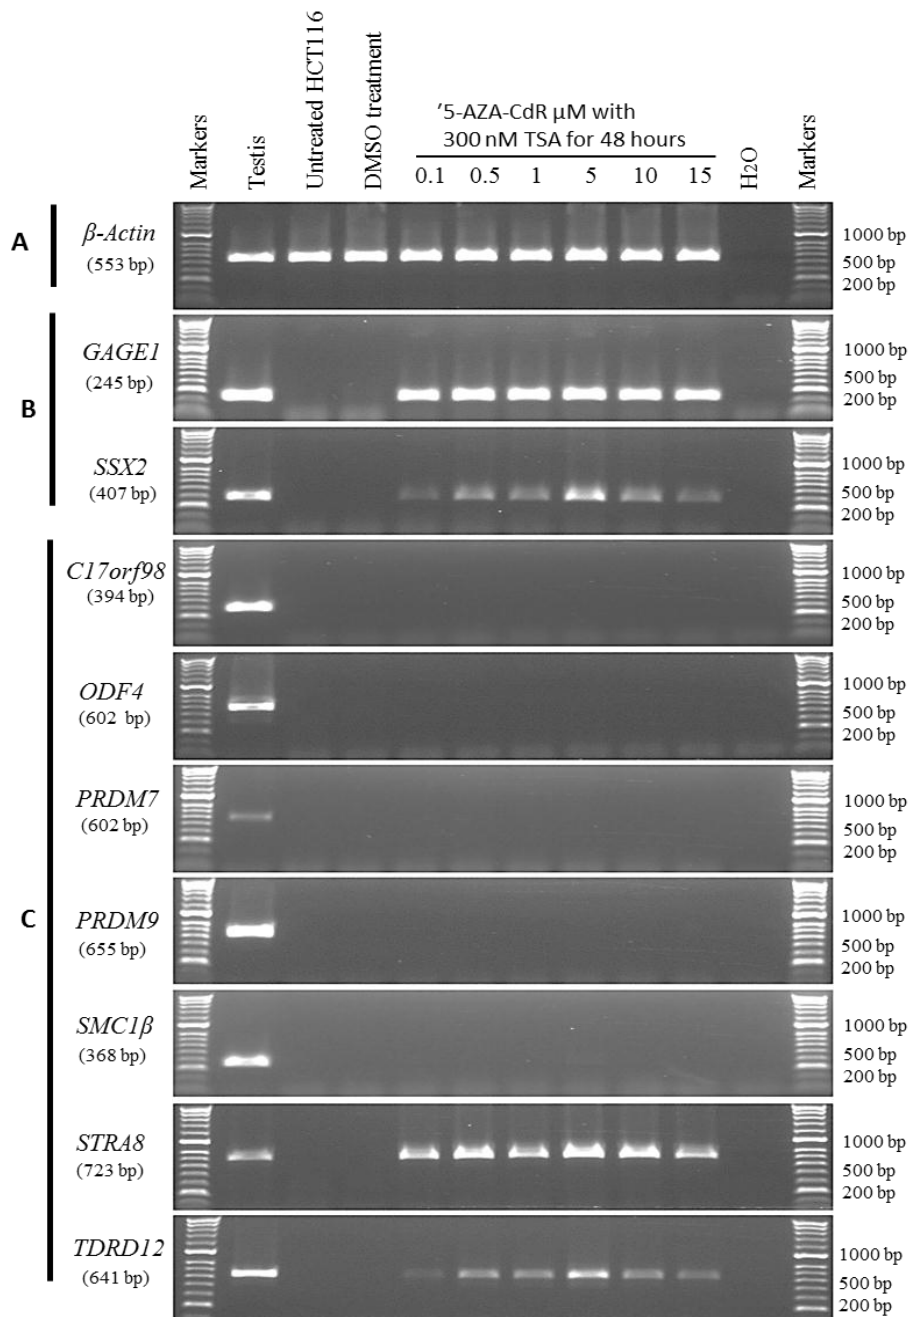 Markers
Testis
Untreated HCT116
DMSO treatment
'5-AZA-CdR µM with
300 nM TSA for 48 hours
0.1 0.5 1 5 10 15
H2O
Markers
A
β-Actin
(553 bp)
1000 bp
500 bp
200 bp
B
GAGE1
(245 bp)
1000 bp
500 bp
200 bp
SSX2
(407 bp)
1000 bp
500 bp
200 bp
C
C17orf98
(394 bp)
1000 bp
500 bp
200 bp
ODF4
(602 bp)
1000 bp
500 bp
200 bp
PRDM7
(602 bp)
1000 bp
500 bp
200 bp
PRDM9
(655 bp)
1000 bp
500 bp
200 bp
SMC1β
(368 bp)
1000 bp
500 bp
200 bp
STRA8
(723 bp)
1000 bp
500 bp
200 bp
TDRD12
(641 bp)
1000 bp
500 bp
200 bp